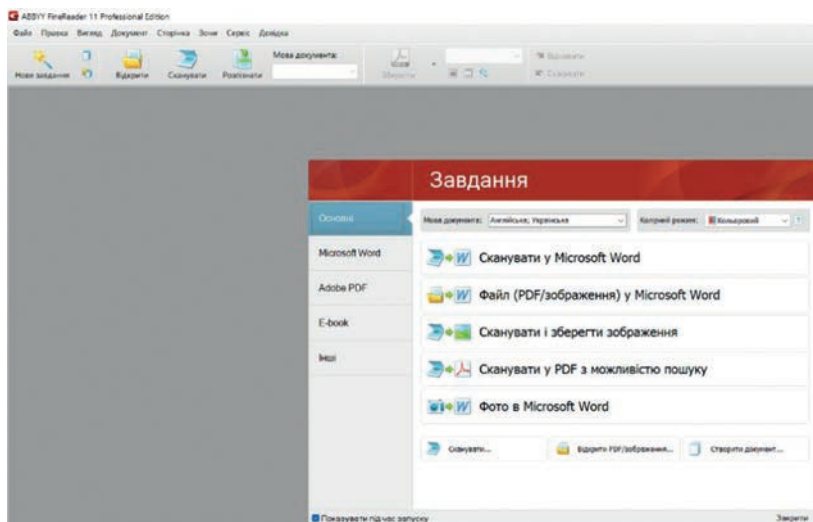 ABBYY FineReader 11 Professional Edition
Файл Правка Вигляд Документ Сторінка Зони Сервіс Довідка
Мова документа:
Нове завдання Відкрити Сканувати Розпізнати Зберегти
Завдання
Основні
Мова документа: Англійська; Українська Колірний режим: Кольоровий
Microsoft Word
Сканувати у Microsoft Word
Adobe PDF
Файл (PDF/зображення) у Microsoft Word
E-book
Сканувати і зберегти зображення
Інші
Сканувати у PDF з можливістю пошуку
Фото в Microsoft Word
Сканувати... Відкрити PDF/зображення... Створити документ...
Показувати під час запуску Закрити